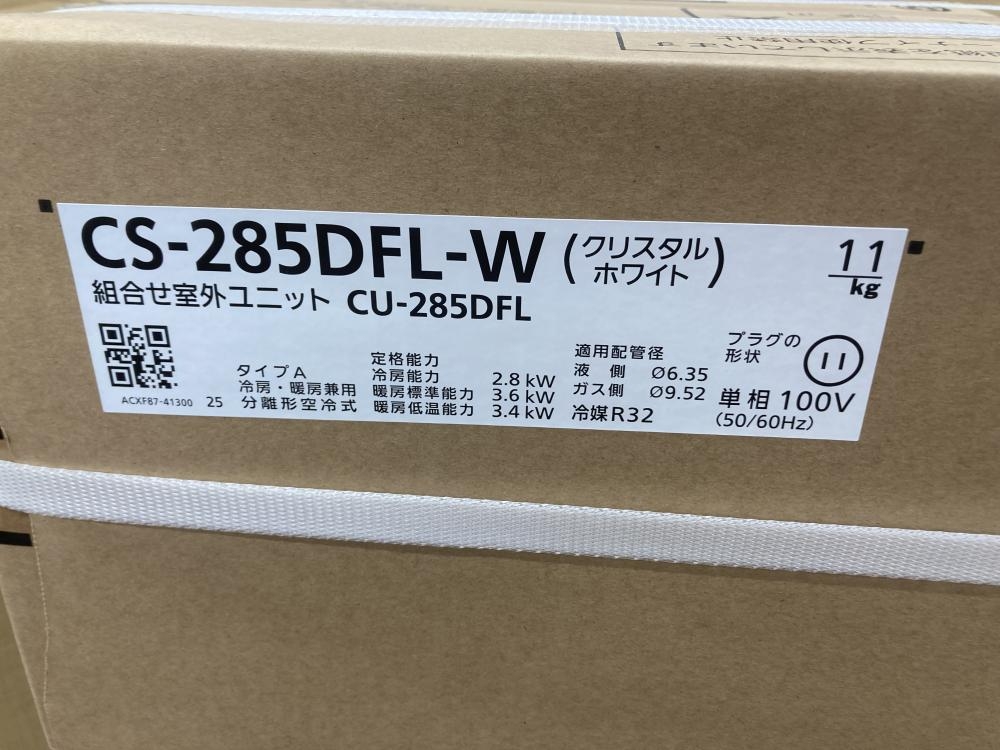 CS-285DFL-W (クリスタルホワイト)
11 kg
組合せ室外ユニット CU-285DFL
ACXF87-41300 25
タイプA
冷房・暖房兼用
分離形空冷式
定格能力
冷房能力 2.8 kW
暖房標準能力 3.6 kW
暖房低温能力 3.4 kW
適用配管径
液 側 Ø6.35
ガス側 Ø9.52
冷媒R32
プラグの
形状
単相 100V
(50/60Hz)